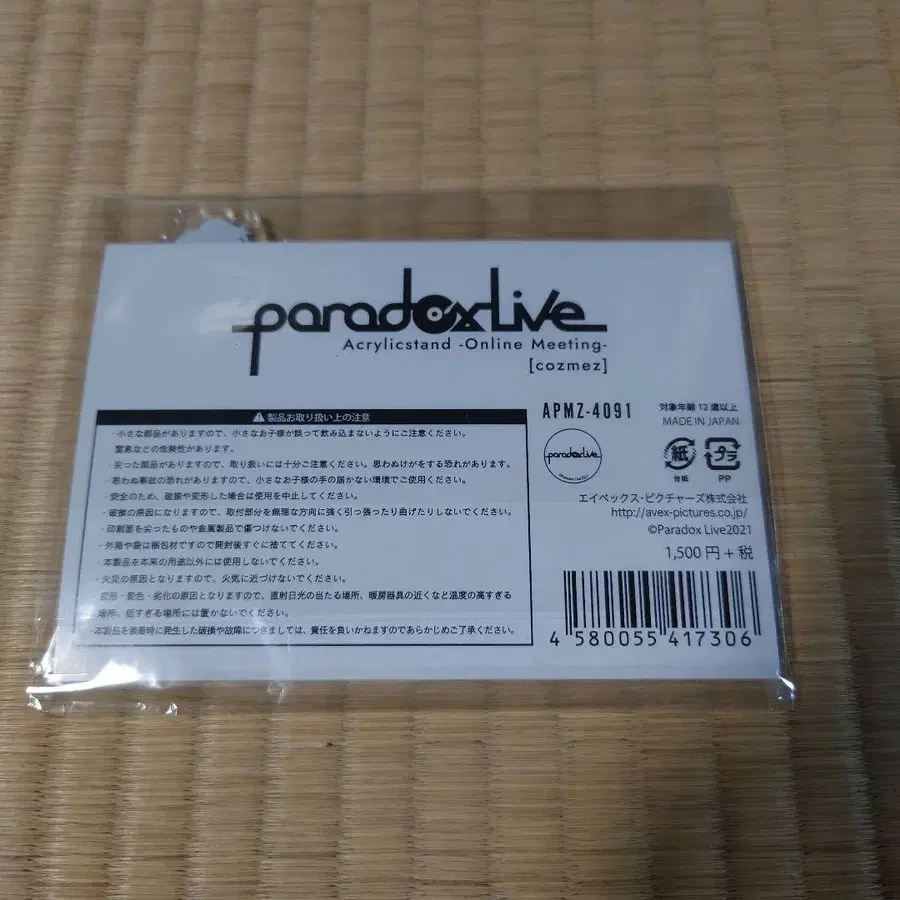 paradoxLive
Acrylicstand -Online Meeting-
[cozmez]
製品お取り扱い上の注意
・小さな部品がありますので、小さなお子様が誤って飲み込まないようにご注意ください。
窒息などの危険性があります。
・尖った部品がありますので、取り扱いには十分ご注意ください。思わぬけがをする恐れがあります。
・思わぬ事故の恐れがありますので、小さなお子様の手の届かない環境でご使用ください。
・安全のため、破損や変形した場合は使用を中止してください。
・破損の原因になりますので、取付部分を無理な方向に強く引っ張ったり曲げたりしないでください。
・印刷面を尖ったものや金属製品で傷つけないでください。
・外箱や袋は梱包材ですので開封後すぐに捨ててください。
・本製品を本来の用途以外には使用しないでください。
・火災の原因となりますので、火気に近づけないでください。
・変形・変色・劣化の原因となりますので、直射日光の当たる場所、暖房器具の近くなど温度の高すぎる
場所、低すぎる場所には置かないでください。
・本製品を装着時に発生した破損や故障につきましては、責任を負いかねますのであらかじめご了承ください。
APMZ-4091
対象年齢 12 歳以上
MADE IN JAPAN
paradoxLive
紙
台紙
プラ
PP
エイベックス・ピクチャーズ株式会社
http://avex-pictures.co.jp/
©Paradox Live2021
1,500 円 + 税
4 580055 417306